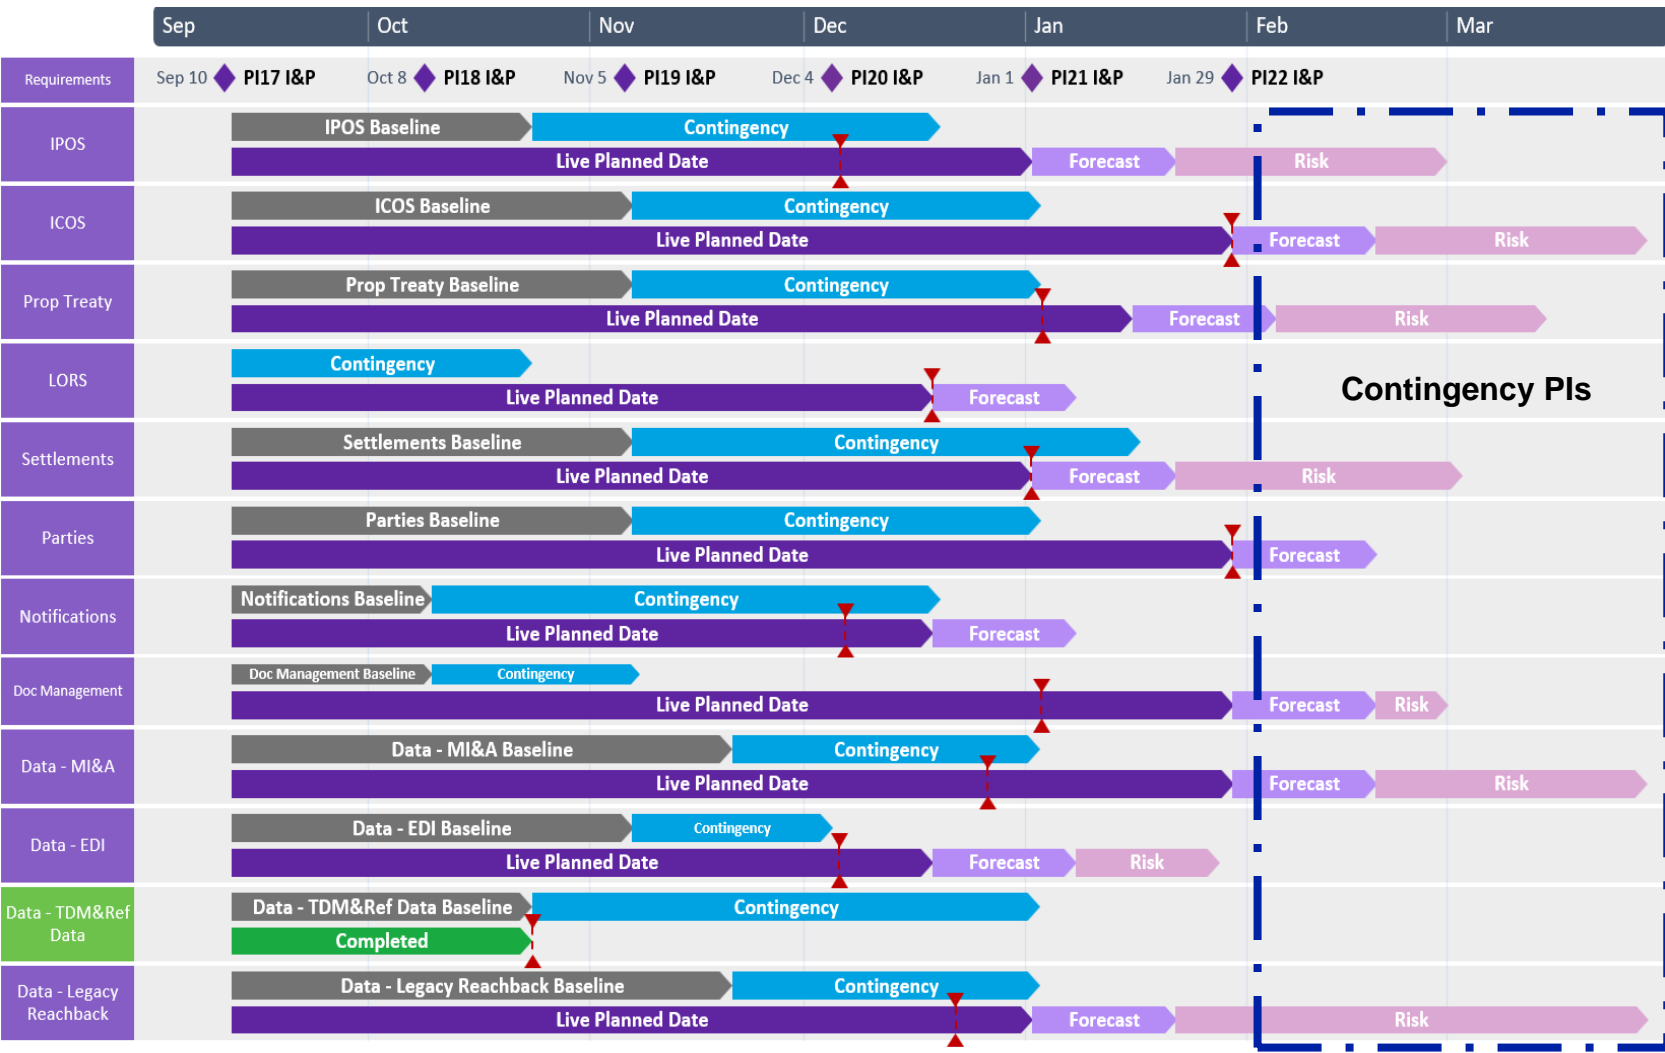 Sep Oct Nov Dec Jan Feb Mar
Requirements Sep 10 PI17 I&P Oct 8 PI18 I&P Nov 5 PI19 I&P Dec 4 PI20 I&P Jan 1 PI21 I&P Jan 29 PI22 I&P
IPOS
IPOS Baseline Contingency
Live Planned Date Forecast Risk
ICOS
ICOS Baseline Contingency
Live Planned Date Forecast Risk
Prop Treaty
Prop Treaty Baseline Contingency
Live Planned Date Forecast Risk
LORS
Contingency
Live Planned Date Forecast
Contingency PIs
Settlements
Settlements Baseline Contingency
Live Planned Date Forecast Risk
Parties
Parties Baseline Contingency
Live Planned Date Forecast
Notifications
Notifications Baseline Contingency
Live Planned Date Forecast
Doc Management
Doc Management Baseline Contingency
Live Planned Date Forecast Risk
Data - MI&A
Data - MI&A Baseline Contingency
Live Planned Date Forecast Risk
Data - EDI
Data - EDI Baseline Contingency
Live Planned Date Forecast Risk
Data - TDM&Ref
Data
Data - TDM&Ref Data Baseline Contingency
Completed
Data - Legacy
Reachback
Data - Legacy Reachback Baseline Contingency
Live Planned Date Forecast Risk